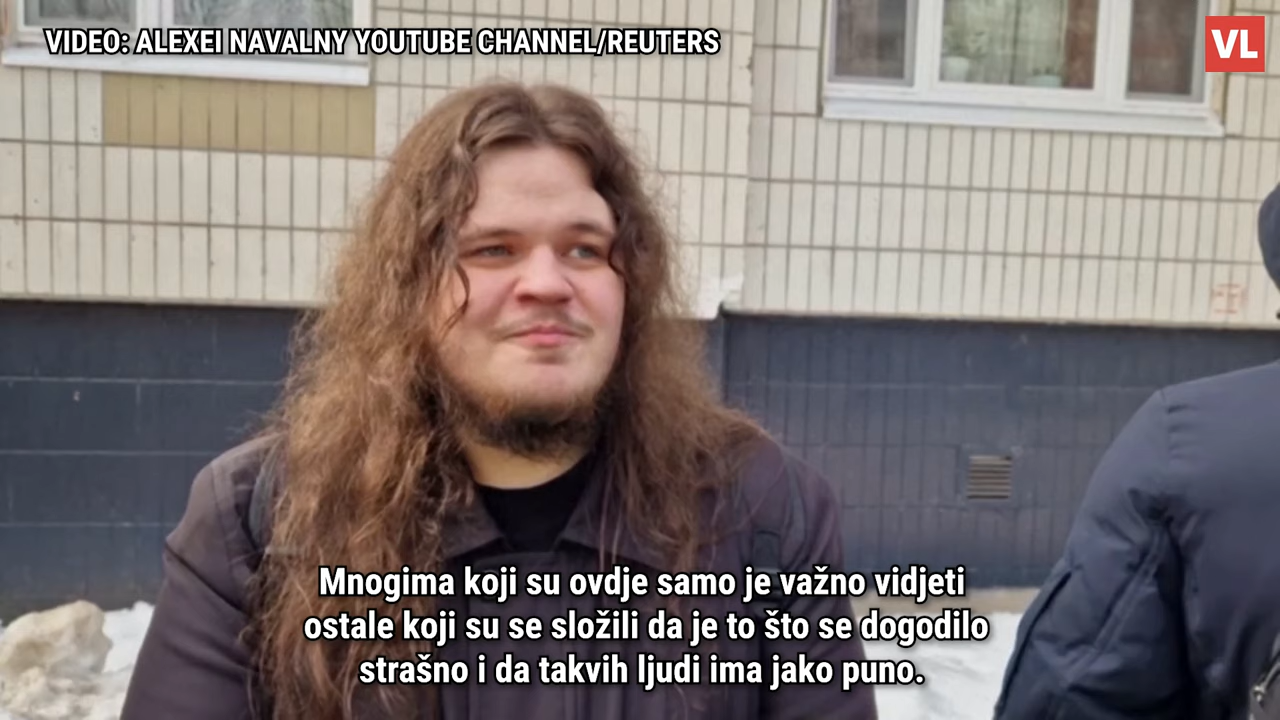 VIDEO: ALEXEI NAVALNY YOUTUBE CHANNEL/REUTERS
VL
Mnogima koji su ovdje samo je važno vidjeti
ostale koji su se složili da je to što se dogodilo
strašno i da takvih ljudi ima jako puno.